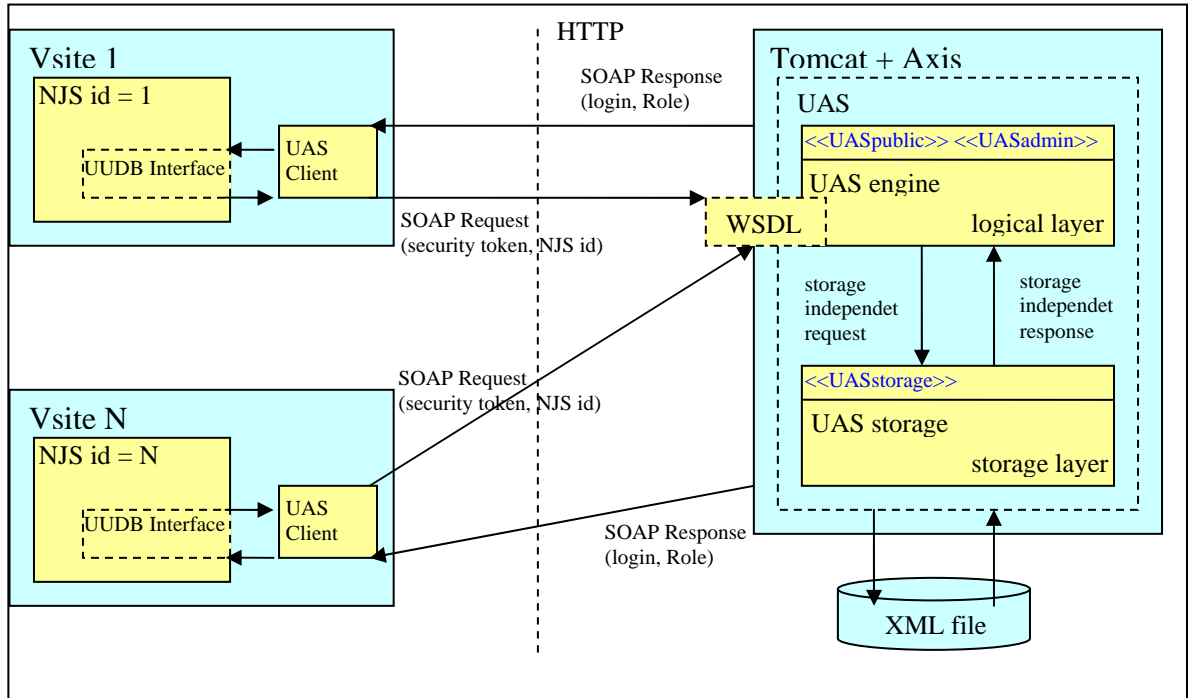 HTTP
Vsite 1
NJS id = 1
UUDB Interface
UAS
Client
SOAP Response
(login, Role)
SOAP Request
(security token, NJS id)
Tomcat + Axis
UAS
<<UASpublic>> <<UASadmin>>
UAS engine
logical layer
WSDL
storage
independet
request
storage
independet
response
<<UASstorage>>
UAS storage
storage layer
SOAP Request
(security token, NJS id)
Vsite N
NJS id = N
UUDB Interface
UAS
Client
SOAP Response
(login, Role)
XML file